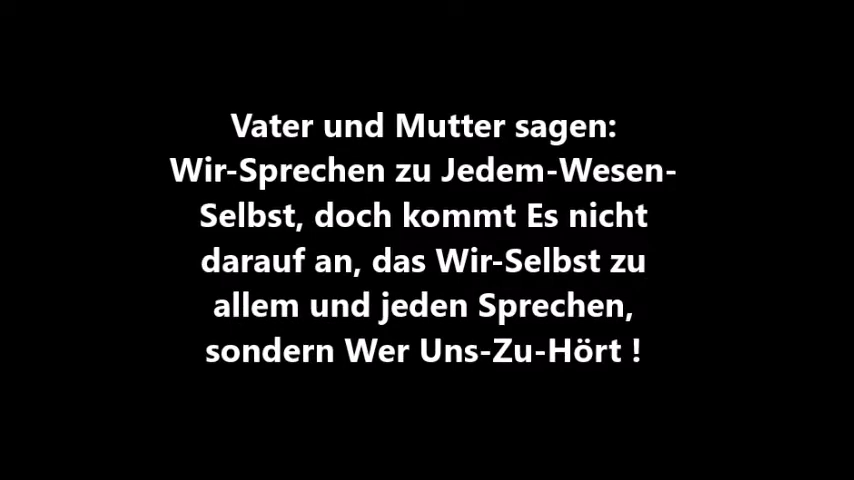 Vater und Mutter sagen:
Wir-Sprechen zu Jedem-Wesen-
Selbst, doch kommt Es nicht
darauf an, das Wir-Selbst zu
allem und jeden Sprechen,
sondern Wer Uns-Zu-Hört !